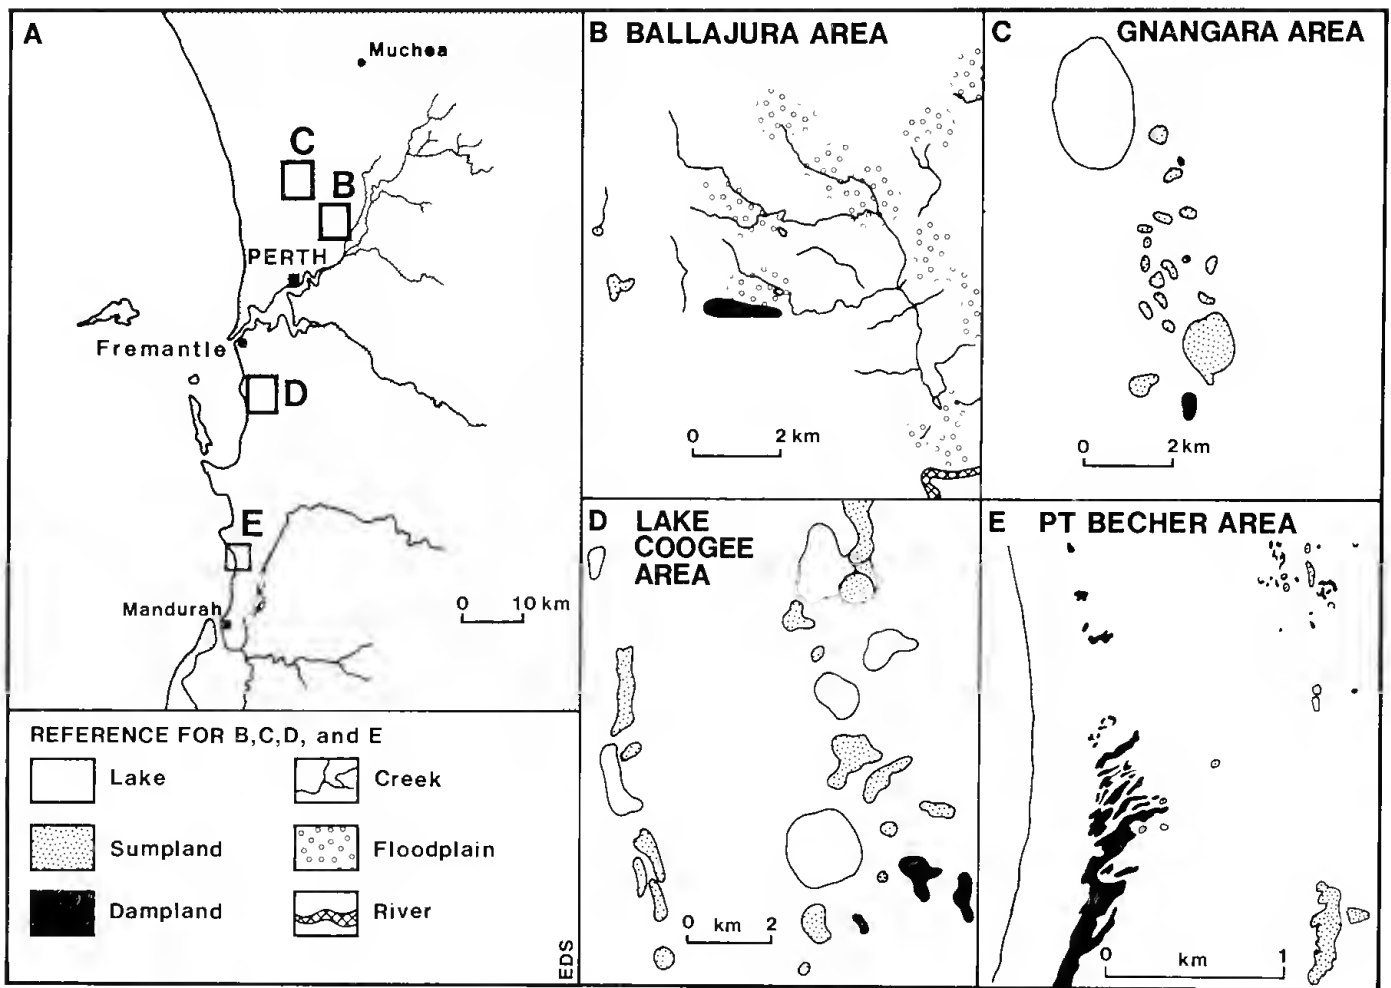 A
Muchea
C
B
PERTH
Fremantle
D
E
Mandurah
0 10 km
REFERENCE FOR B,C,D, and E
Lake
Creek
Sumpland
Floodplain
Dampland
River
EDS
B BALLAJURA AREA
0 2 km
C GNANGARA AREA
0 2 km
D LAKE
COOGEE
AREA
0 km 2
E PT BECHER AREA
0 km 1